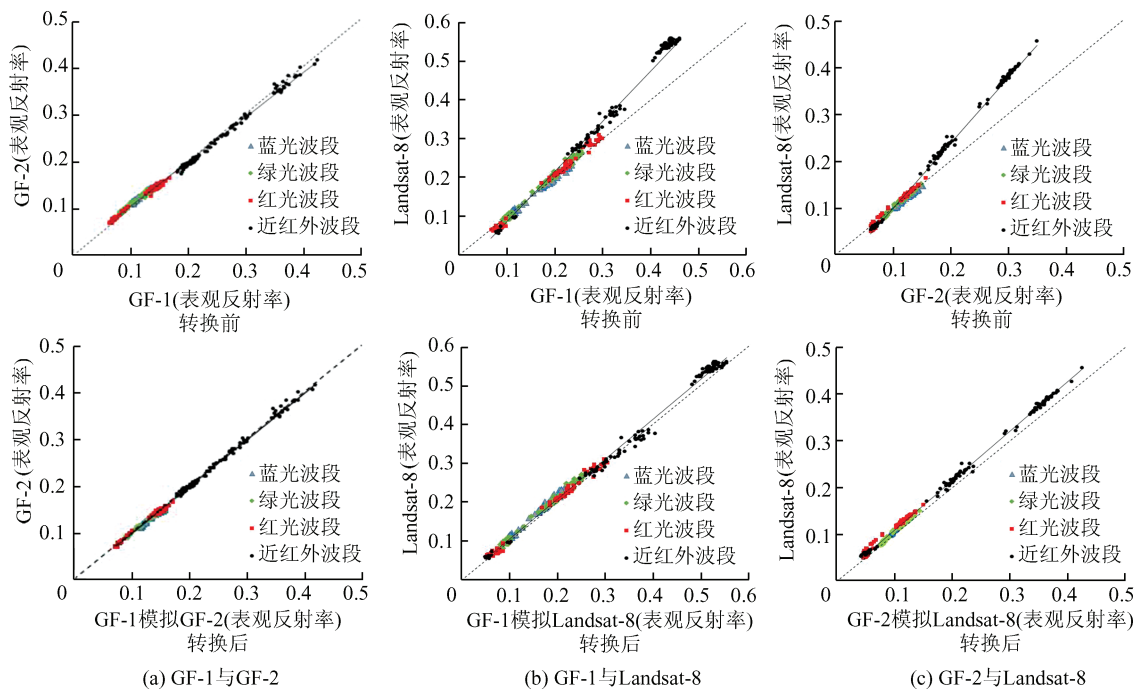 GF-2(表观反射率)
0.5
0.4
0.3
0.2
0.1
0
0.1
0.2
0.3
0.4
0.5
蓝光波段
绿光波段
红光波段
近红外波段
GF-1(表观反射率)
转换前
Landsat-8(表观反射率)
0.6
0.5
0.4
0.3
0.2
0.1
0
0.1
0.2
0.3
0.4
0.5
0.6
蓝光波段
绿光波段
红光波段
近红外波段
GF-1(表观反射率)
转换前
Landsat-8(表观反射率)
0.5
0.4
0.3
0.2
0.1
0
0.1
0.2
0.3
0.4
0.5
蓝光波段
绿光波段
红光波段
近红外波段
GF-2(表观反射率)
转换前
GF-2 (表观反射率)
0.5
0.4
0.3
0.2
0.1
0
0.1
0.2
0.3
0.4
0.5
蓝光波段
绿光波段
红光波段
近红外波段
GF-1模拟GF-2(表观反射率)
转换后
(a) GF-1与GF-2
Landsat-8(表观反射率)
0.6
0.5
0.4
0.3
0.2
0.1
0
0.1
0.2
0.3
0.4
0.5
0.6
蓝光波段
绿光波段
红光波段
近红外波段
GF-1模拟Landsat-8(表观反射率)
转换后
(b) GF-1与Landsat-8
Landsat-8(表观反射率)
0.5
0.4
0.3
0.2
0.1
0
0.1
0.2
0.3
0.4
0.5
蓝光波段
绿光波段
红光波段
近红外波段
GF-2模拟Landsat-8(表观反射率)
转换后
(c) GF-2与Landsat-8